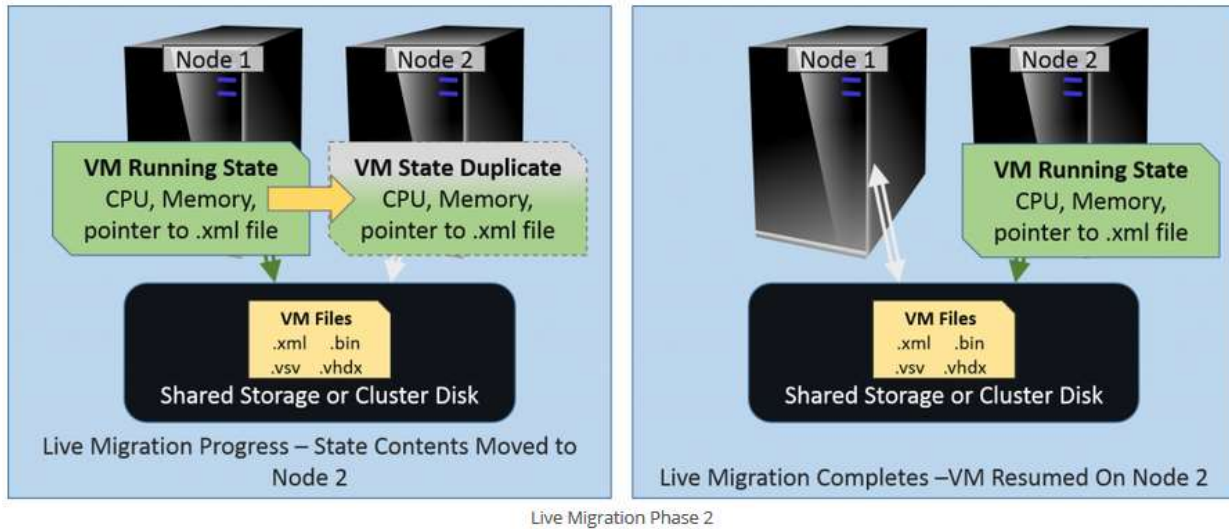 Node 1
Node 2
VM Running State
CPU, Memory,
pointer to .xml file
VM State Duplicate
CPU, Memory,
pointer to .xml file
VM Files
.xml .bin
.vsv .vhdx
Shared Storage or Cluster Disk
Live Migration Progress – State Contents Moved to
Node 2
Node 1
Node 2
VM Running State
CPU, Memory,
pointer to .xml file
VM Files
.xml .bin
.vsv .vhdx
Shared Storage or Cluster Disk
Live Migration Completes –VM Resumed On Node 2
Live Migration Phase 2